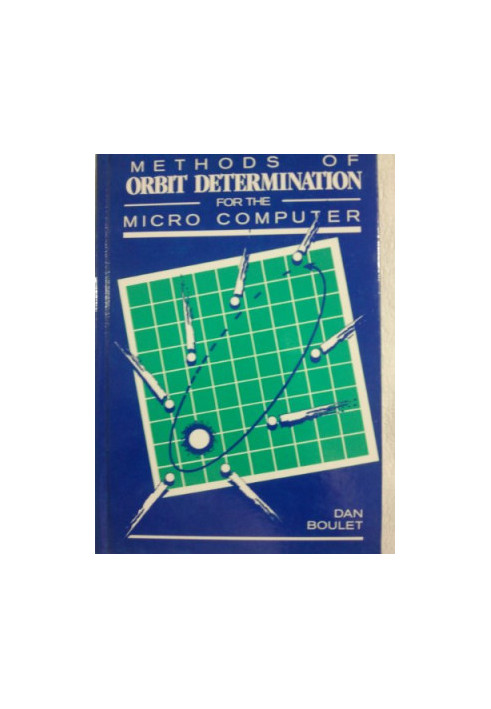 METHODS OF
ORBIT DETERMINATION
FOR THE
MICRO COMPUTER
DAN
BOULET